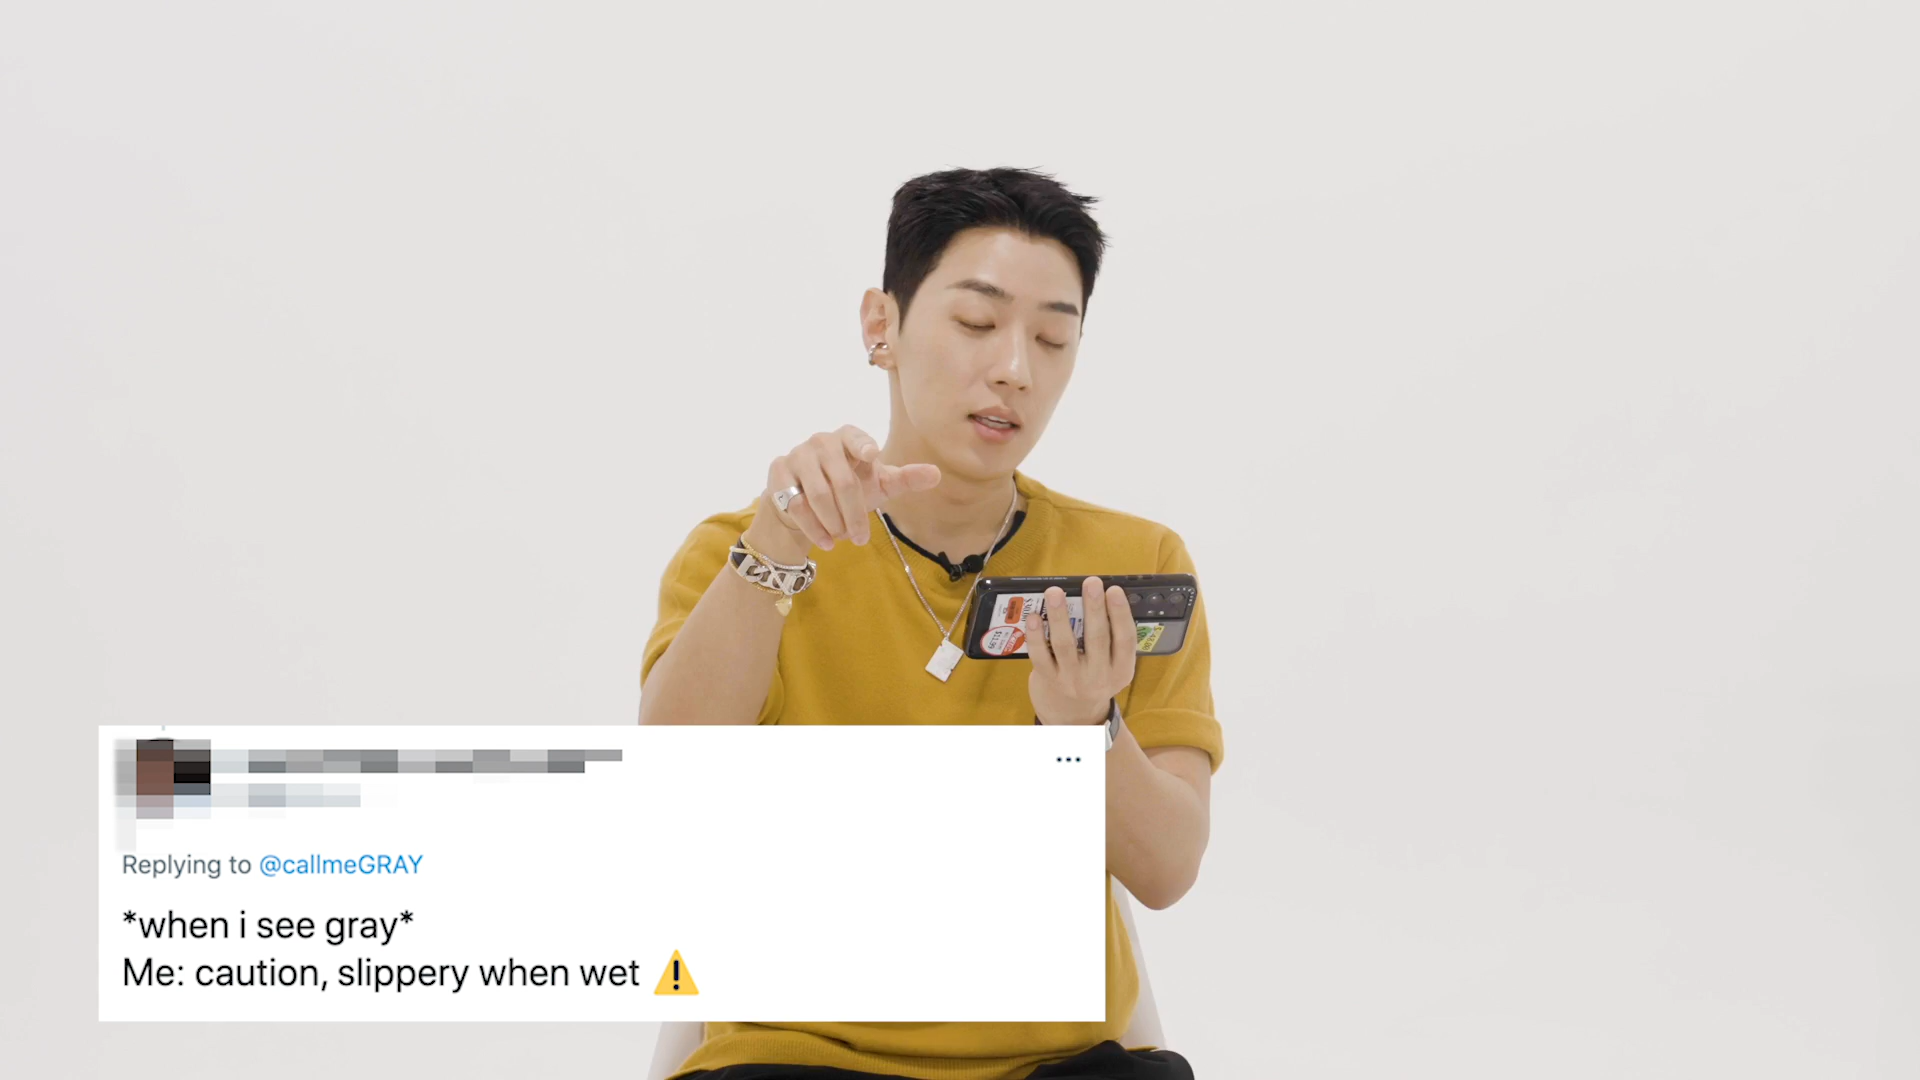 Replying to @callmeGRAY
*when i see gray*
Me: caution, slippery when wet ⚠️